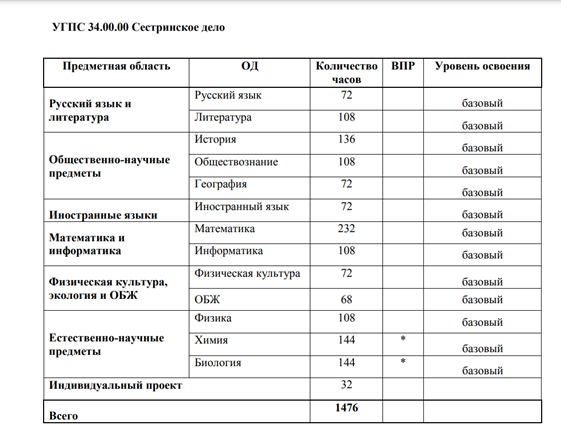 УГПС 34.00.00 Сестринское дело
Предметная область ОД Количество часов ВПР Уровень освоения
Русский язык и литература Русский язык 72 базовый
Литература 108 базовый
Общественно-научные предметы История 136 базовый
Обществознание 108 базовый
География 72 базовый
Иностранные языки Иностранный язык 72 базовый
Математика и информатика Математика 232 базовый
Информатика 108 базовый
Физическая культура, экология и ОБЖ Физическая культура 72 базовый
ОБЖ 68 базовый
Естественно-научные предметы Физика 108 базовый
Химия 144 * базовый
Биология 144 * базовый
Индивидуальный проект 32
Всего 1476